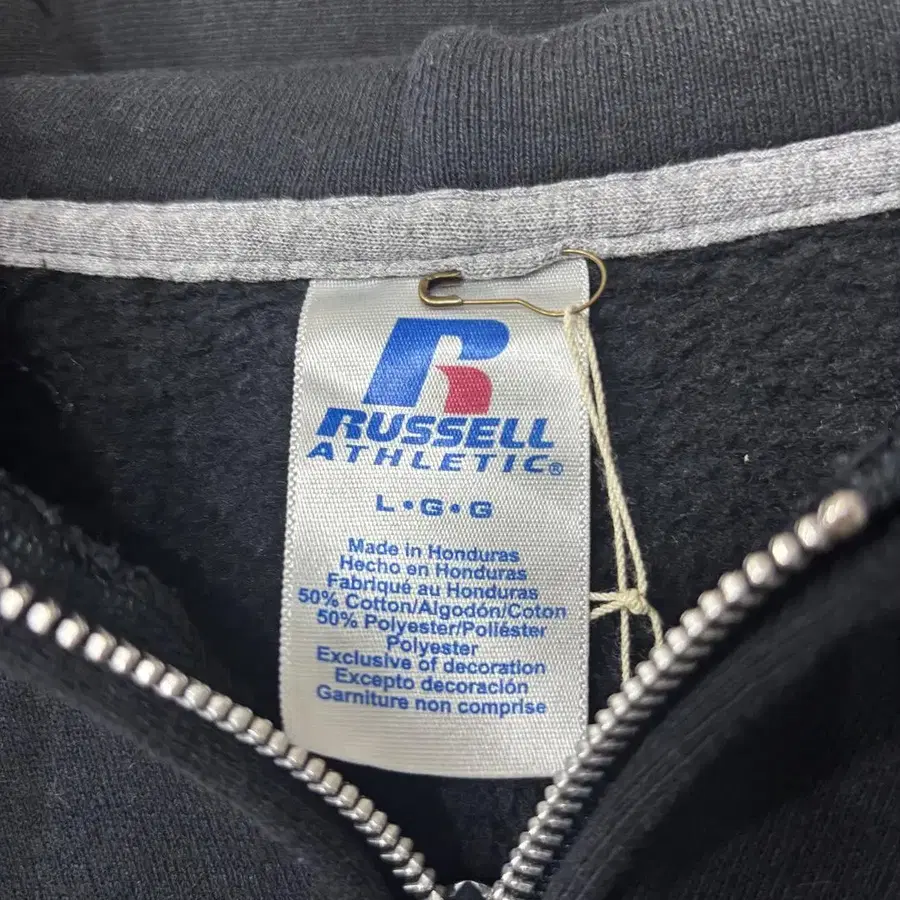 RUSSELL
ATHLETIC®
L•G•G
Made in Honduras
Hecho en Honduras
Fabriqué au Honduras
50% Cotton/Algodón/Coton
50% Polyester/Poliéster
Polyester
Exclusive of decoration
Excepto decoración
Garniture non comprise